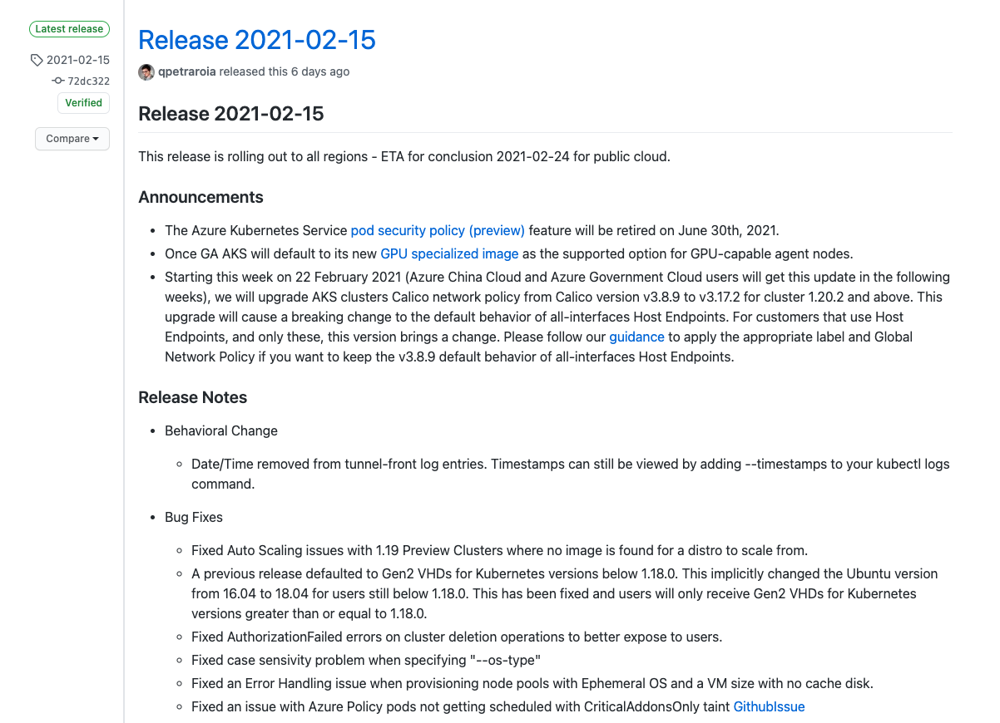 Latest release
2021-02-15
72dc322
Verified
Compare
Release 2021-02-15
qpetraroia released this 6 days ago
Release 2021-02-15
This release is rolling out to all regions - ETA for conclusion 2021-02-24 for public cloud.
Announcements
The Azure Kubernetes Service pod security policy (preview) feature will be retired on June 30th, 2021.
Once GA AKS will default to its new GPU specialized image as the supported option for GPU-capable agent nodes.
Starting this week on 22 February 2021 (Azure China Cloud and Azure Government Cloud users will get this update in the following
weeks), we will upgrade AKS clusters Calico network policy from Calico version v3.8.9 to v3.17.2 for cluster 1.20.2 and above. This
upgrade will cause a breaking change to the default behavior of all-interfaces Host Endpoints. For customers that use Host
Endpoints, and only these, this version brings a change. Please follow our guidance to apply the appropriate label and Global
Network Policy if you want to keep the v3.8.9 default behavior of all-interfaces Host Endpoints.
Release Notes
Behavioral Change
Date/Time removed from tunnel-front log entries. Timestamps can still be viewed by adding --timestamps to your kubectl logs
command.
Bug Fixes
Fixed Auto Scaling issues with 1.19 Preview Clusters where no image is found for a distro to scale from.
A previous release defaulted to Gen2 VHDs for Kubernetes versions below 1.18.0. This implicitly changed the Ubuntu version
from 16.04 to 18.04 for users still below 1.18.0. This has been fixed and users will only receive Gen2 VHDs for Kubernetes
versions greater than or equal to 1.18.0.
Fixed AuthorizationFailed errors on cluster deletion operations to better expose to users.
Fixed case sensivity problem when specifying "--os-type"
Fixed an Error Handling issue when provisioning node pools with Ephemeral OS and a VM size with no cache disk.
Fixed an issue with Azure Policy pods not getting scheduled with CriticalAddonsOnly taint GithubIssue